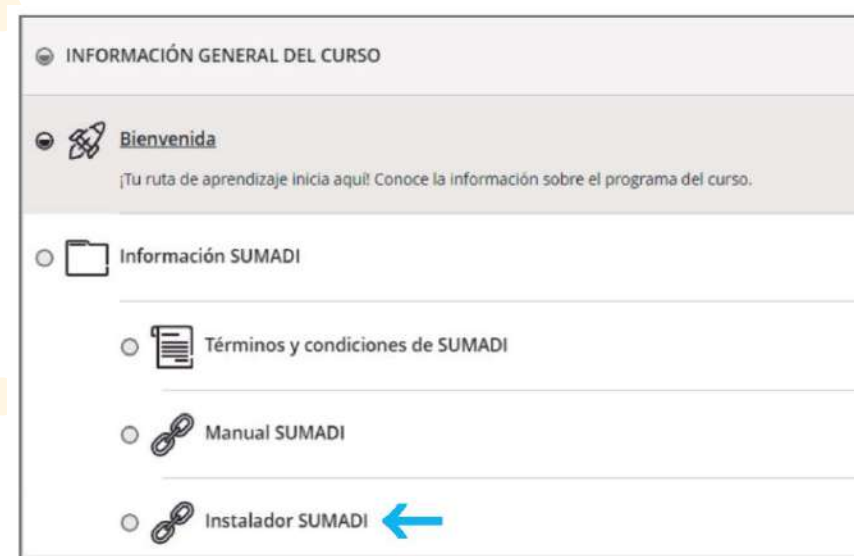 INFORMACIÓN GENERAL DEL CURSO
Bienvenida
¡Tu ruta de aprendizaje inicia aquí! Conoce la información sobre el programa del curso.
Información SUMADI
Términos y condiciones de SUMADI
Manual SUMADI
Instalador SUMADI